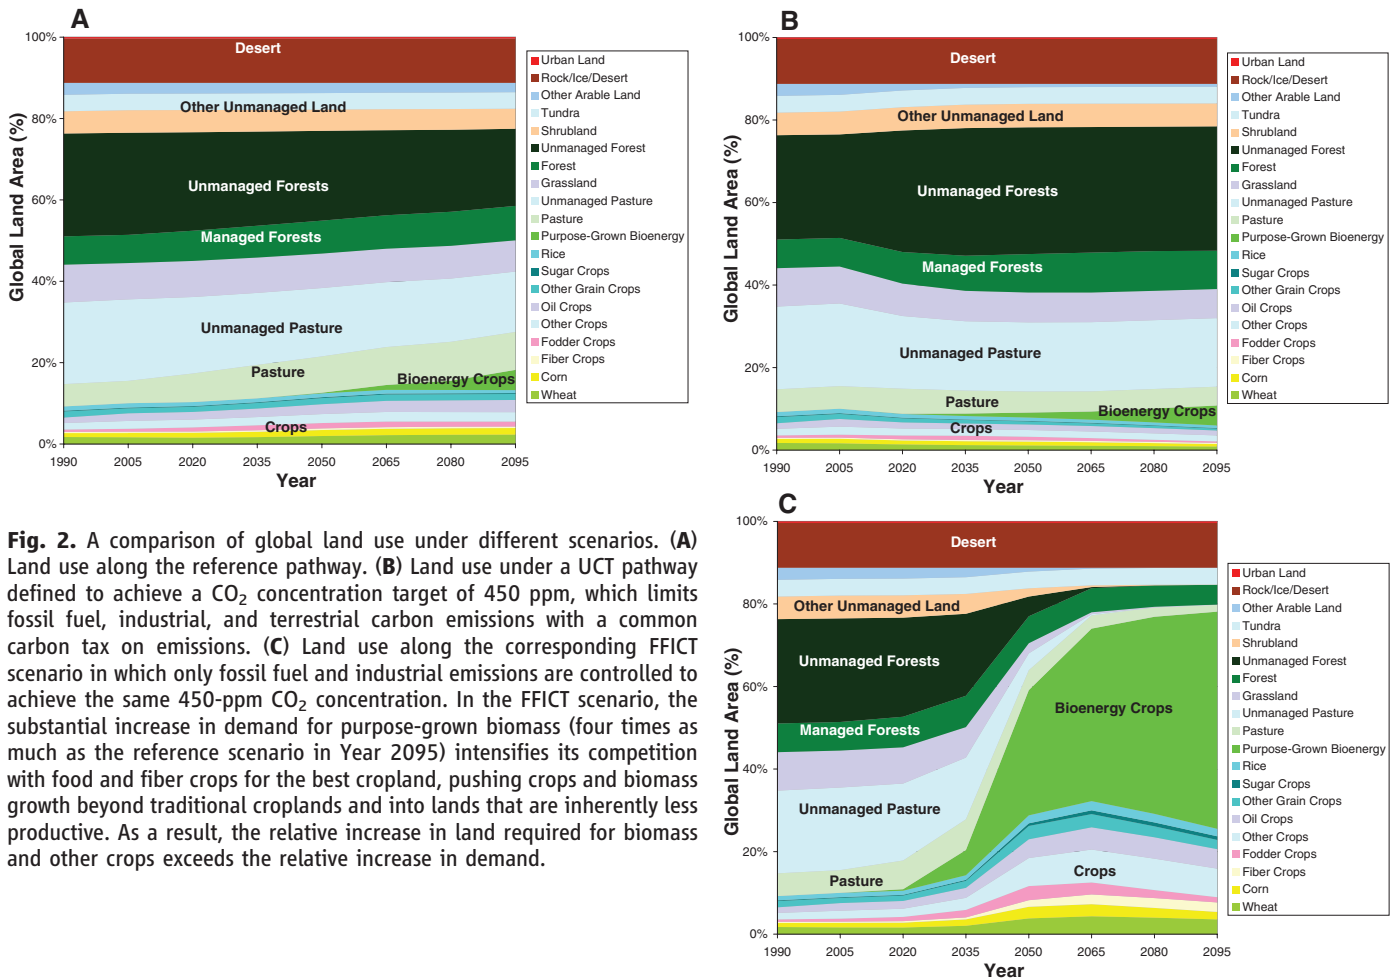 A
100%
80%
60%
40%
20%
0%
Global Land Area (%)
Desert
Other Unmanaged Land
Unmanaged Forests
Managed Forests
Unmanaged Pasture
Pasture
Bioenergy Crops
Crops
1990 2005 2020 2035 2050 2065 2080 2095
Year
Urban Land
Rock/Ice/Desert
Other Arable Land
Tundra
Shrubland
Unmanaged Forest
Forest
Grassland
Unmanaged Pasture
Pasture
Purpose-Grown Bioenergy
Rice
Sugar Crops
Other Grain Crops
Oil Crops
Other Crops
Fodder Crops
Fiber Crops
Corn
Wheat
B
100%
80%
60%
40%
20%
0%
Global Land Area (%)
Desert
Other Unmanaged Land
Unmanaged Forests
Managed Forests
Unmanaged Pasture
Pasture
Bioenergy Crops
Crops
1990 2005 2020 2035 2050 2065 2080 2095
Year
Urban Land
Rock/Ice/Desert
Other Arable Land
Tundra
Shrubland
Unmanaged Forest
Forest
Grassland
Unmanaged Pasture
Pasture
Purpose-Grown Bioenergy
Rice
Sugar Crops
Other Grain Crops
Oil Crops
Other Crops
Fodder Crops
Fiber Crops
Corn
Wheat
Fig. 2. A comparison of global land use under different scenarios. (A)
Land use along the reference pathway. (B) Land use under a UCT pathway
defined to achieve a CO₂ concentration target of 450 ppm, which limits
fossil fuel, industrial, and terrestrial carbon emissions with a common
carbon tax on emissions. (C) Land use along the corresponding FFICT
scenario in which only fossil fuel and industrial emissions are controlled to
achieve the same 450-ppm CO₂ concentration. In the FFICT scenario, the
substantial increase in demand for purpose-grown biomass (four times as
much as the reference scenario in Year 2095) intensifies its competition
with food and fiber crops for the best cropland, pushing crops and biomass
growth beyond traditional croplands and into lands that are inherently less
productive. As a result, the relative increase in land required for biomass
and other crops exceeds the relative increase in demand.
C
100%
80%
60%
40%
20%
0%
Global Land Area (%)
Desert
Other Unmanaged Land
Unmanaged Forests
Managed Forests
Unmanaged Pasture
Pasture
Bioenergy Crops
Crops
1990 2005 2020 2035 2050 2065 2080 2095
Year
Urban Land
Rock/Ice/Desert
Other Arable Land
Tundra
Shrubland
Unmanaged Forest
Forest
Grassland
Unmanaged Pasture
Pasture
Purpose-Grown Bioenergy
Rice
Sugar Crops
Other Grain Crops
Oil Crops
Other Crops
Fodder Crops
Fiber Crops
Corn
Wheat